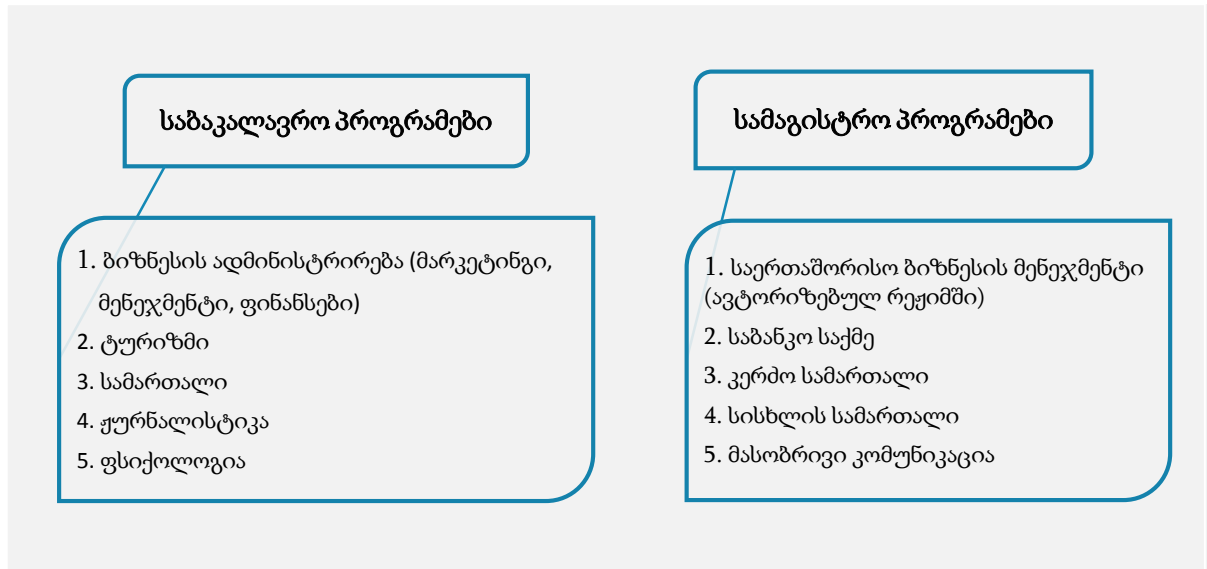 საბაკალავრო პროგრამები
1. ბიზნესის ადმინისტრირება (მარკეტინგი,
მენეჯმენტი, ფინანსები)
2. ტურიზმი
3. სამართალი
4. ჟურნალისტიკა
5. ფსიქოლოგია
სამაგისტრო პროგრამები
1. საერთაშორისო ბიზნესის მენეჯმენტი
(ავტორიზებულ რეჟიმში)
2. საბანკო საქმე
3. კერძო სამართალი
4. სისხლის სამართალი
5. მასობრივი კომუნიკაცია